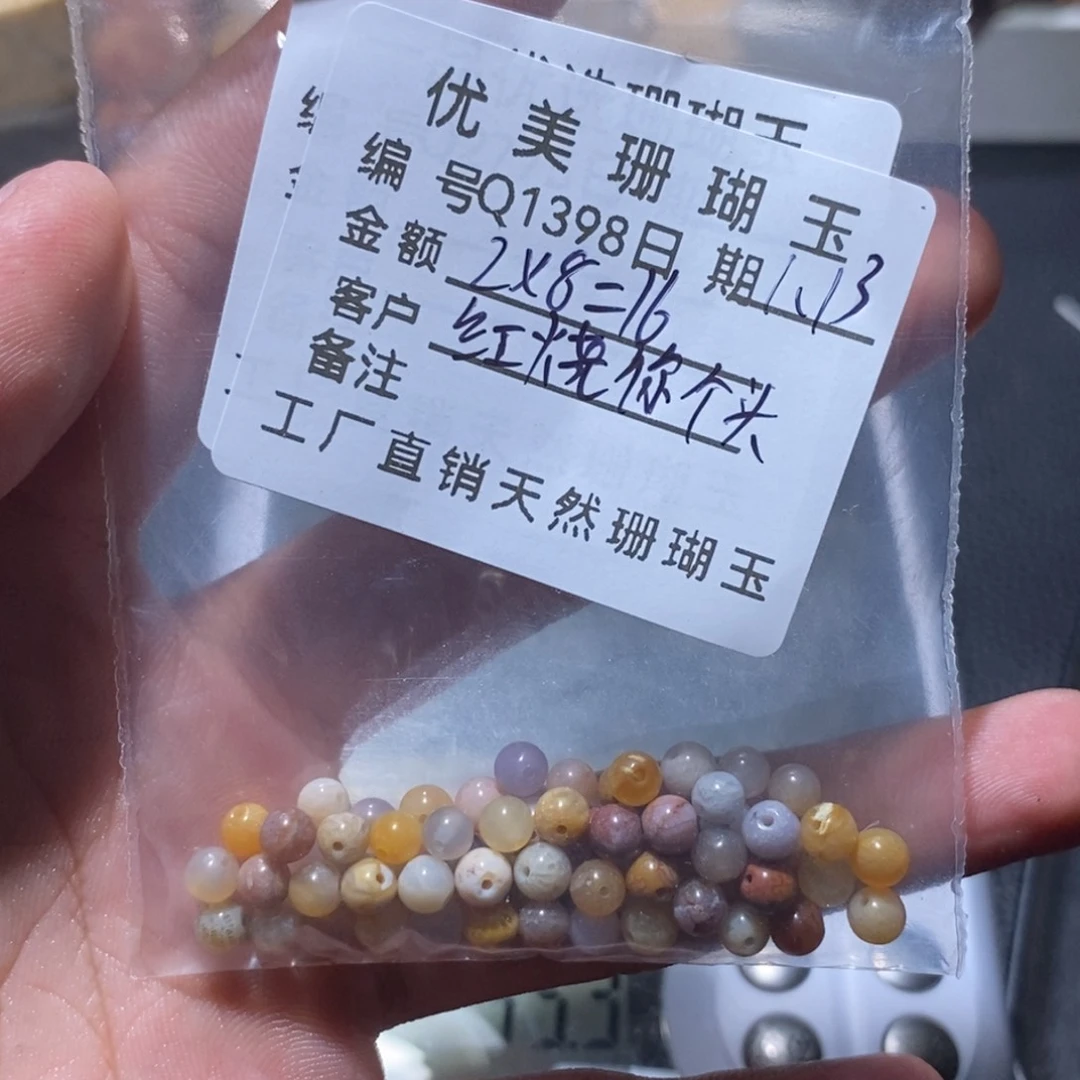 优美珊瑚玉
编号Q1398日期1.13
金额2×8=16
客户红烧你个头
备注
工厂直销天然珊瑚玉